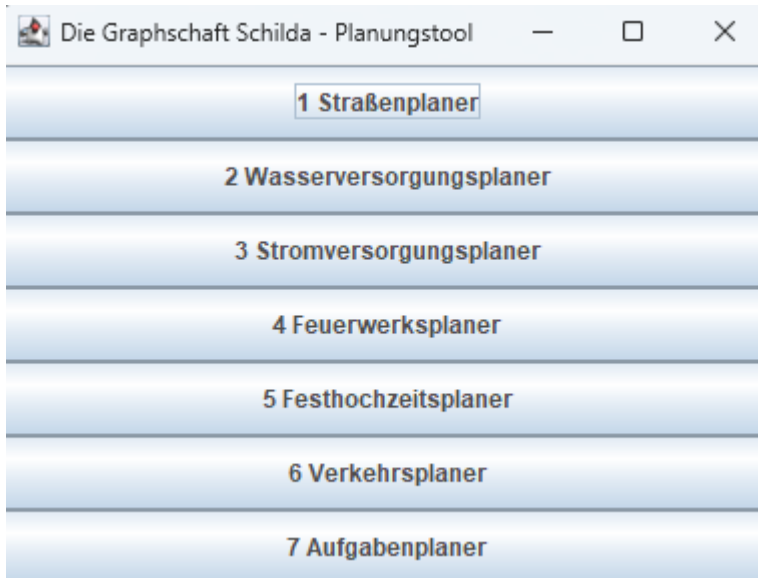 Die Graphschaft Schilda - Planungstool
1 Straßenplaner
2 Wasserversorgungsplaner
3 Stromversorgungsplaner
4 Feuerwerksplaner
5 Festhochzeitsplaner
6 Verkehrsplaner
7 Aufgabenplaner